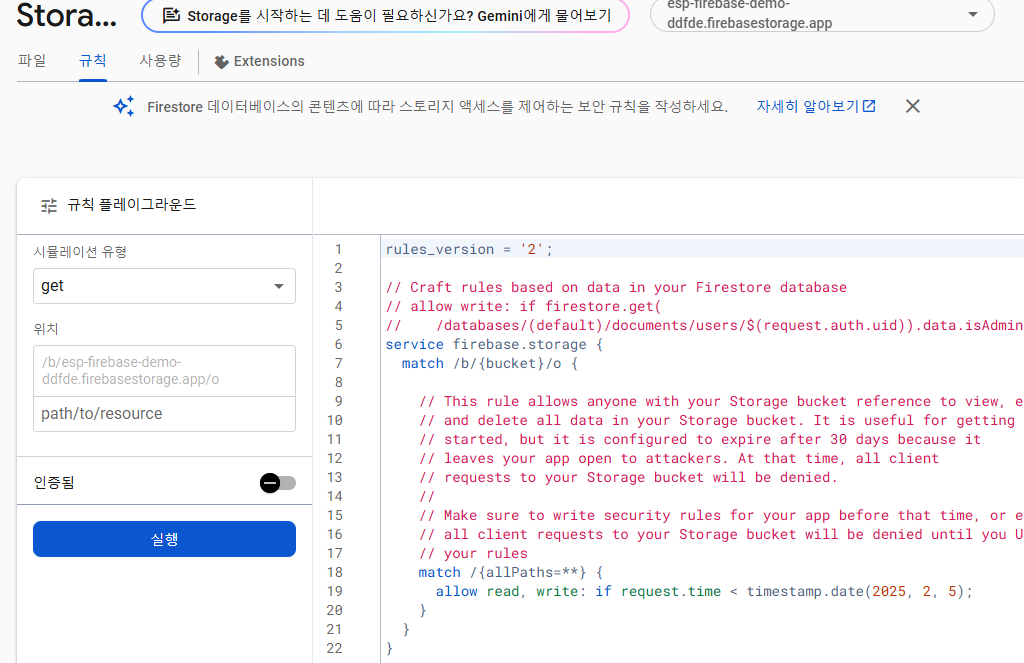 Stora...
Storage를 시작하는 데 도움이 필요하신가요? Gemini에게 물어보기
esp-firebase-demo-
ddfde.firebasestorage.app
파일 규칙 사용량 Extensions
Firestore 데이터베이스의 콘텐츠에 따라 스토리지 액세스를 제어하는 보안 규칙을 작성하세요. 자세히 알아보기
규칙 플레이그라운드
시뮬레이션 유형
get
위치
/b/esp-firebase-demo-
ddfde.firebasestorage.app/o
path/to/resource
인증됨
실행
1 rules_version = '2';
2
3 // Craft rules based on data in your Firestore database
4 // allow write: if firestore.get(
5 //    /databases/(default)/documents/users/$(request.auth.uid)).data.isAdmin
6 service firebase.storage {
7   match /b/{bucket}/o {
8
9     // This rule allows anyone with your Storage bucket reference to view, e
10     // and delete all data in your Storage bucket. It is useful for getting
11     // started, but it is configured to expire after 30 days because it
12     // leaves your app open to attackers. At that time, all client
13     // requests to your Storage bucket will be denied.
14     //
15     // Make sure to write security rules for your app before that time, or e
16     // all client requests to your Storage bucket will be denied until you U
17     // your rules
18     match /{allPaths=**} {
19       allow read, write: if request.time < timestamp.date(2025, 2, 5);
20     }
21   }
22 }